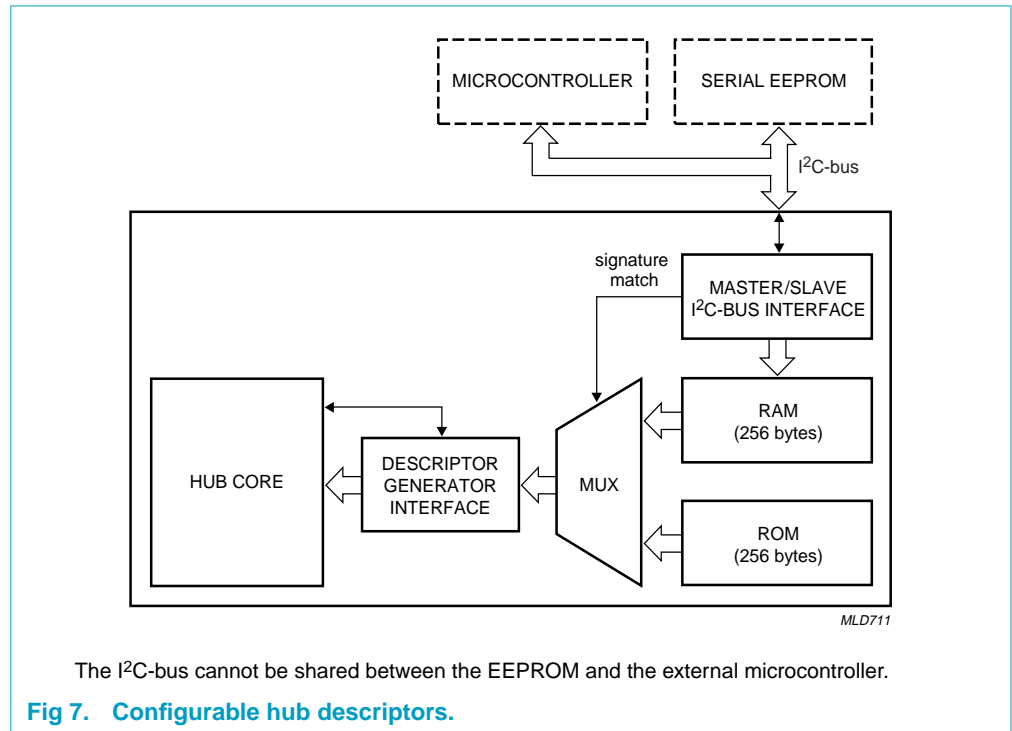 MICROCONTROLLER
SERIAL EEPROM
I²C-bus
signature
match
MASTER/SLAVE
I²C-BUS INTERFACE
HUB CORE
DESCRIPTOR
GENERATOR
INTERFACE
MUX
RAM
(256 bytes)
ROM
(256 bytes)
MLD711
The I²C-bus cannot be shared between the EEPROM and the external microcontroller.
Fig 7. Configurable hub descriptors.